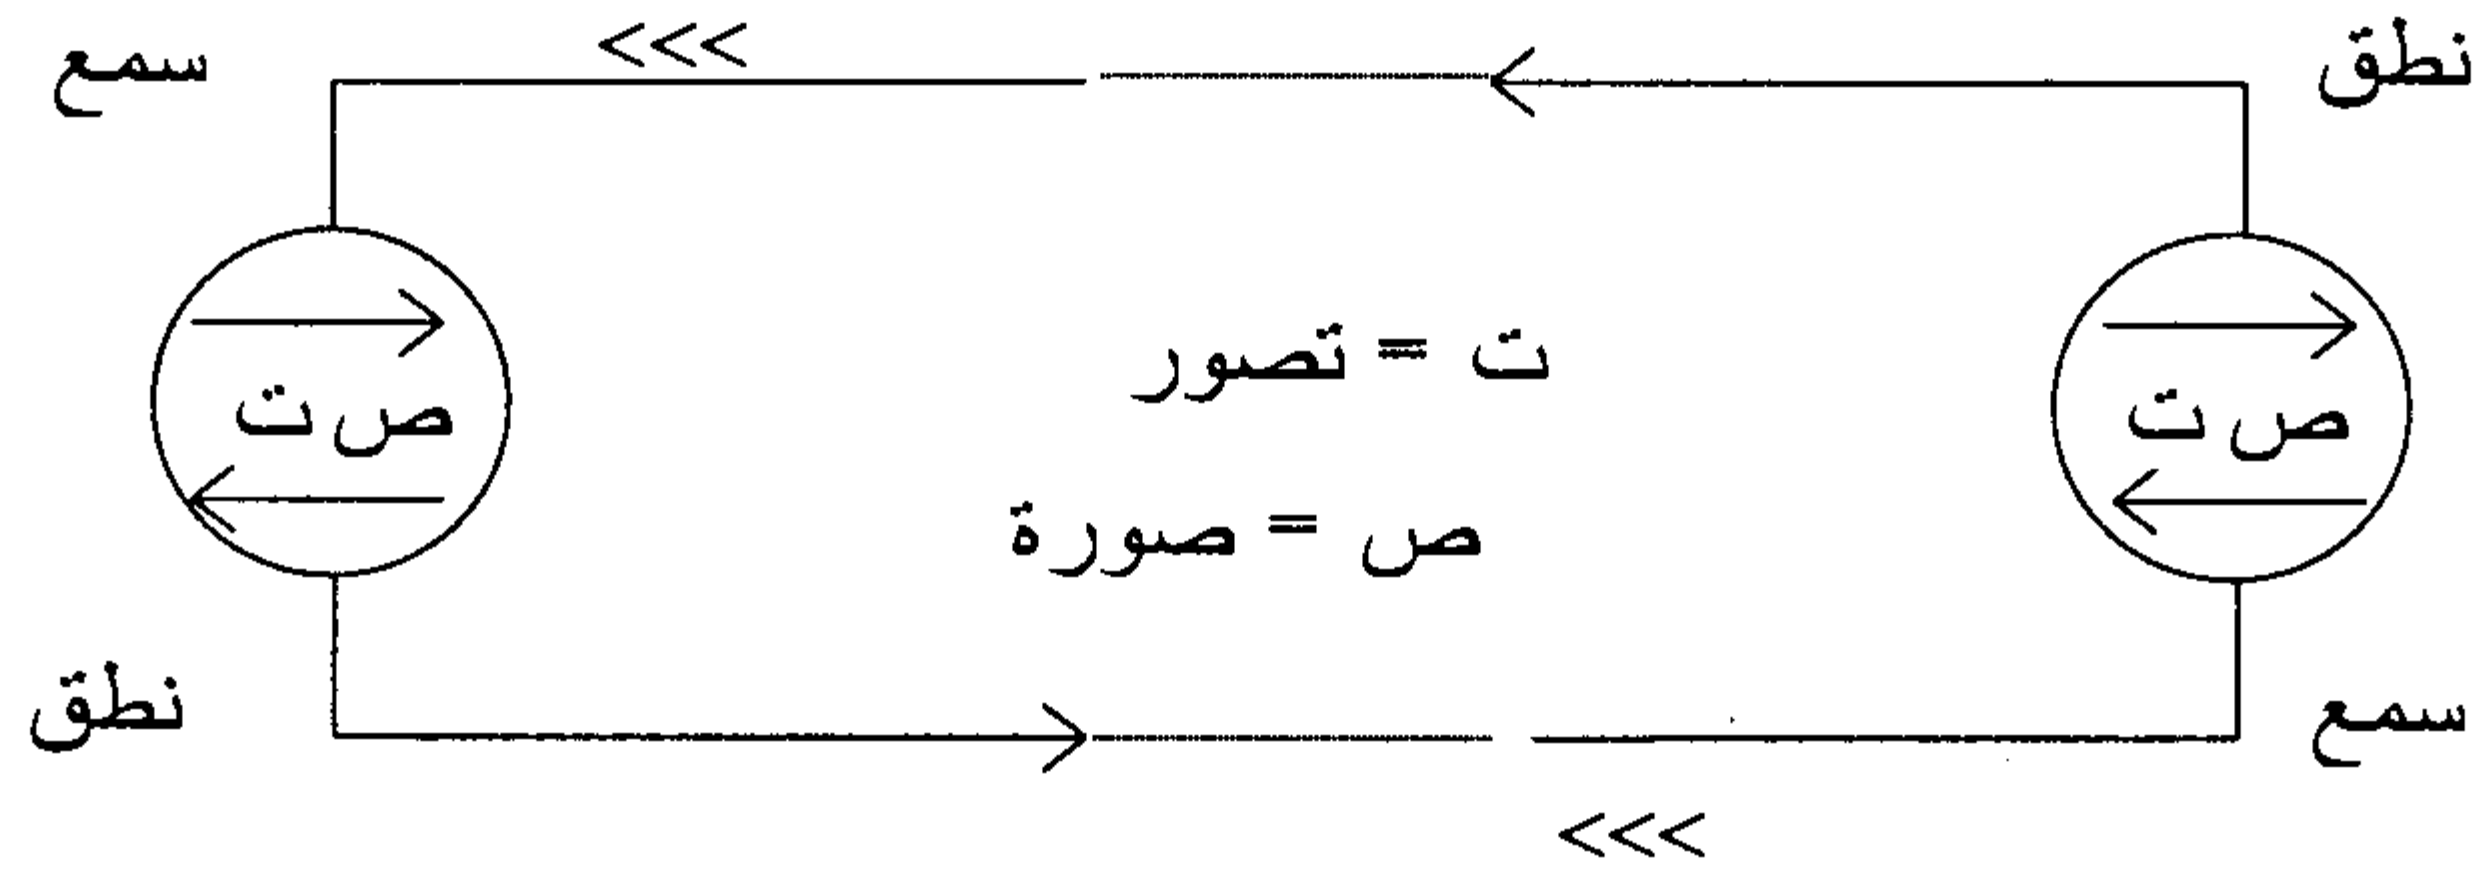 نطق <<< سمع
ت = تصور
ص ت ص ت
ص = صورة
سمع نطق
<<<